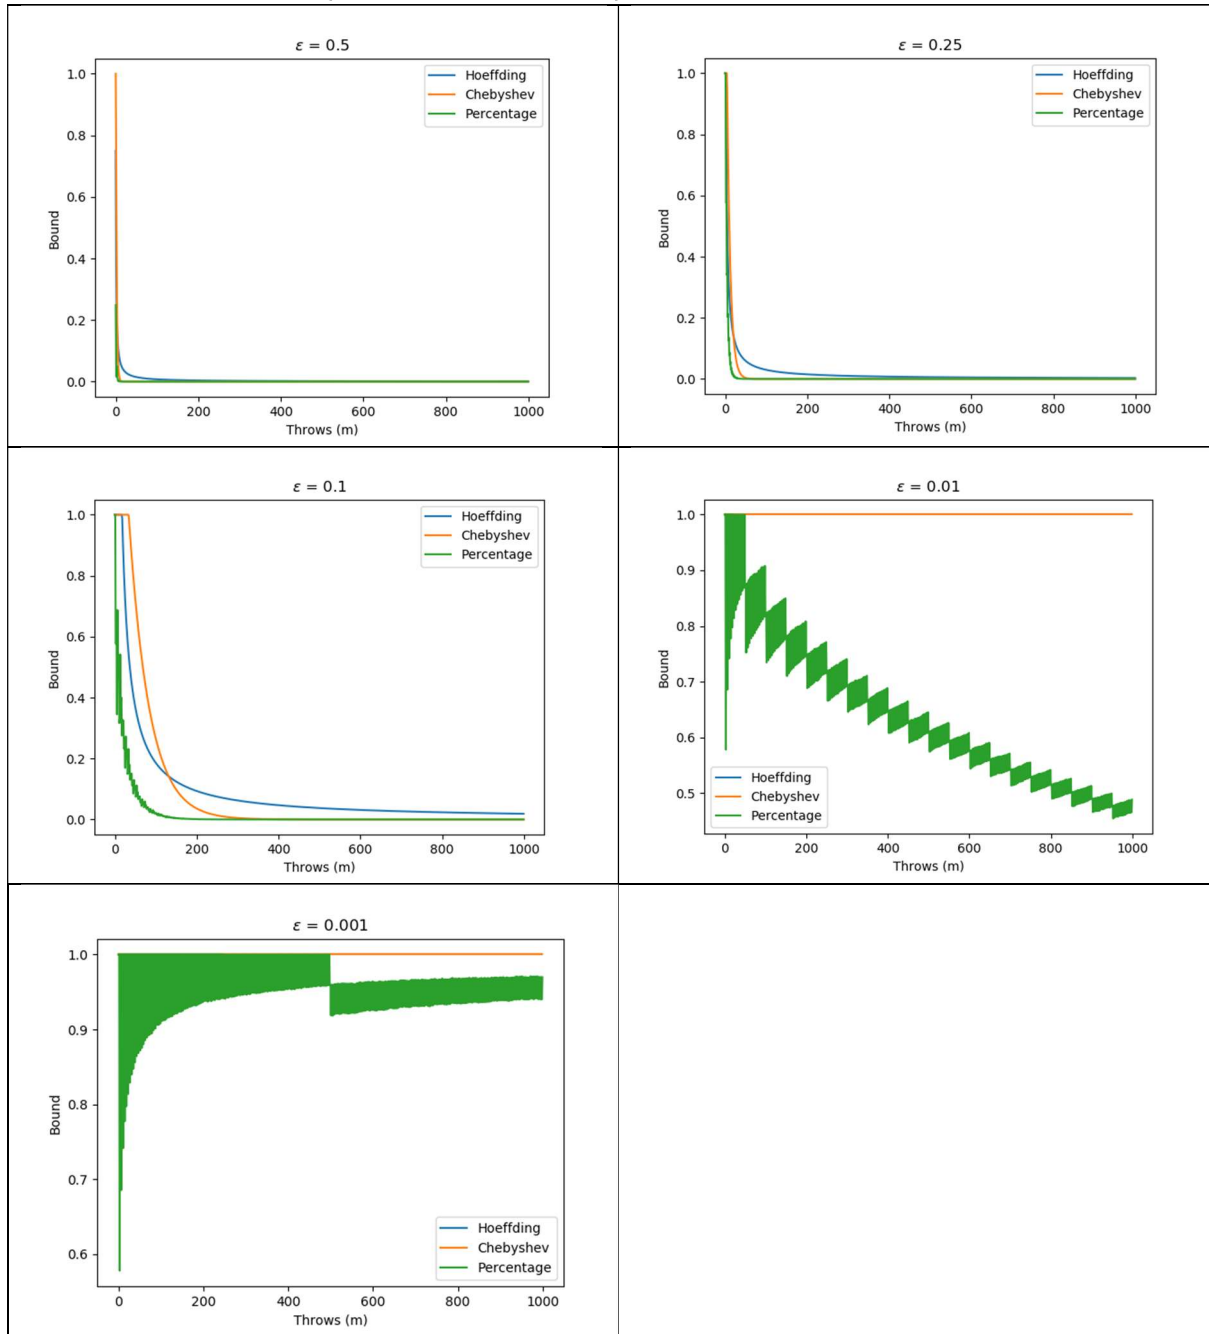 ε = 0.5
Hoeffding
Chebyshev
Percentage
1.0
0.8
0.6
0.4
0.2
0.0
Bound
0 200 400 600 800 1000
Throws (m)
ε = 0.25
Hoeffding
Chebyshev
Percentage
1.0
0.8
0.6
0.4
0.2
0.0
Bound
0 200 400 600 800 1000
Throws (m)
ε = 0.1
Hoeffding
Chebyshev
Percentage
1.0
0.8
0.6
0.4
0.2
0.0
Bound
0 200 400 600 800 1000
Throws (m)
ε = 0.01
1.0
0.9
0.8
0.7
0.6
0.5
Bound
Hoeffding
Chebyshev
Percentage
0 200 400 600 800 1000
Throws (m)
ε = 0.001
1.0
0.9
0.8
0.7
0.6
Bound
Hoeffding
Chebyshev
Percentage
0 200 400 600 800 1000
Throws (m)